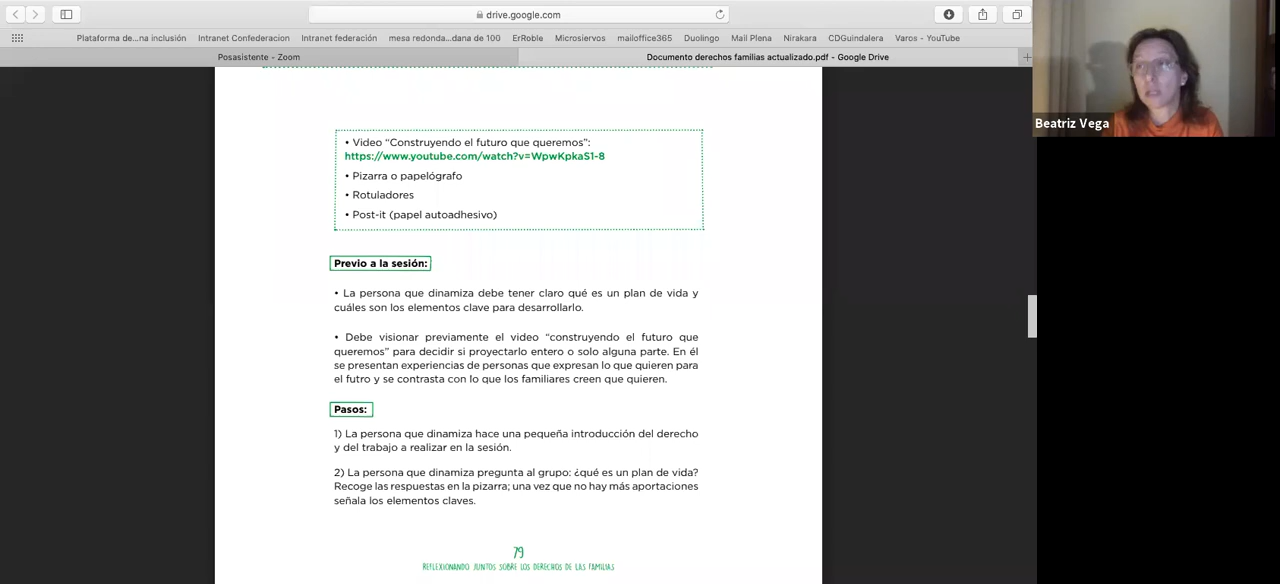 drive.google.com
Plataforma de...na inclusión Intranet Confederacion Intranet federación mesa redonda...dana de 100 ErRoble Microsiervos mailoffice365 Duolingo Mail Plena Nirakara CDGuindalera Varos - YouTube
Posasistente - Zoom Documento derechos familias actualizado.pdf - Google Drive
Beatriz Vega
• Video “Construyendo el futuro que queremos”:
https://www.youtube.com/watch?v=WpwKpkaS1-8
• Pizarra o papelógrafo
• Rotuladores
• Post-it (papel autoadhesivo)
Previo a la sesión:
• La persona que dinamiza debe tener claro qué es un plan de vida y
cuáles son los elementos clave para desarrollarlo.
• Debe visionar previamente el video “construyendo el futuro que
queremos” para decidir si proyectarlo entero o solo alguna parte. En él
se presentan experiencias de personas que expresan lo que quieren para
el futro y se contrasta con lo que los familiares creen que quieren.
Pasos:
1) La persona que dinamiza hace una pequeña introducción del derecho
y del trabajo a realizar en la sesión.
2) La persona que dinamiza pregunta al grupo: ¿qué es un plan de vida?
Recoge las respuestas en la pizarra; una vez que no hay más aportaciones
señala los elementos claves.
79
REFLEXIONANDO JUNTOS SOBRE LOS DERECHOS DE LAS FAMILIAS